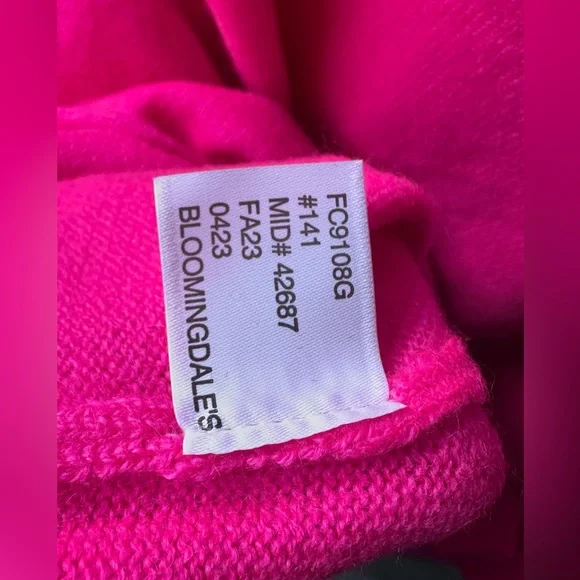 FC9108G
#141
MID# 42687
FA23
0423
BLOOMINGDALE'S